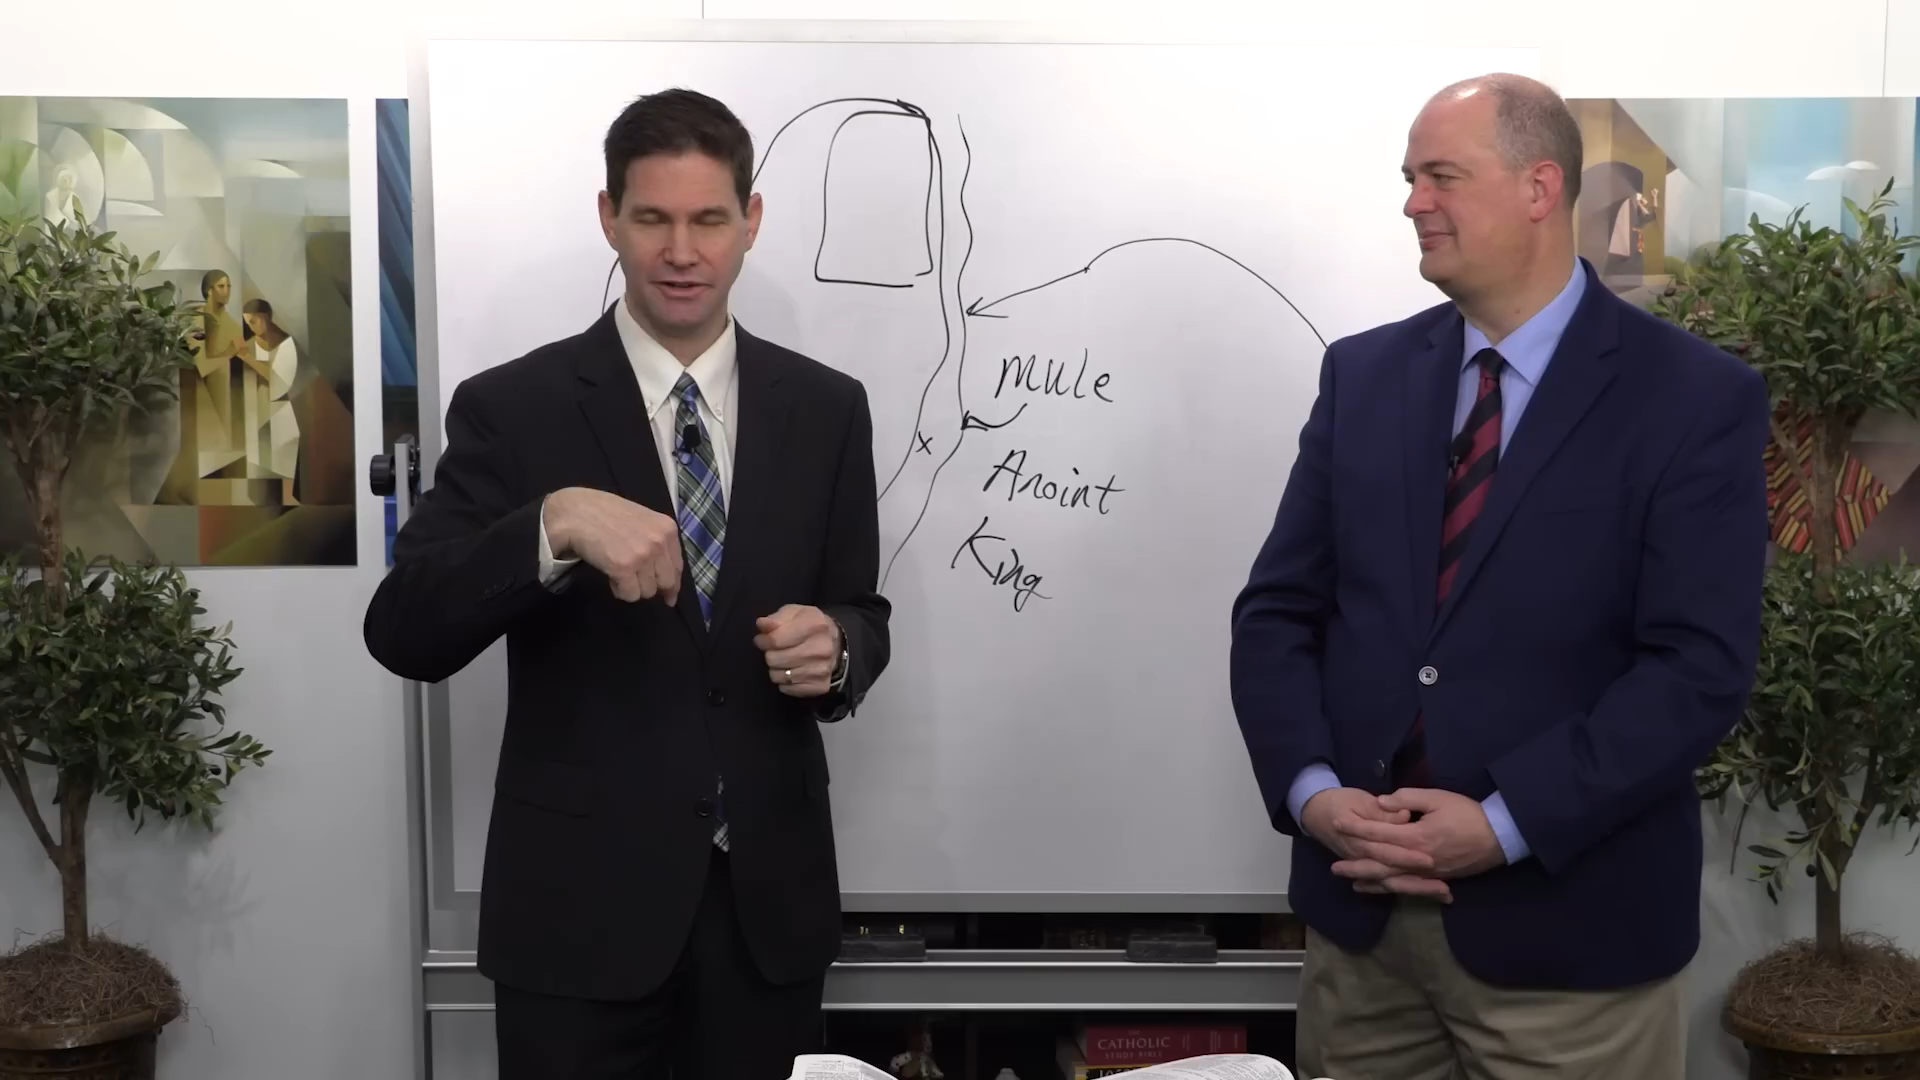 mule
x
Anoint
King
CATHOLIC
STUDY BIBLE